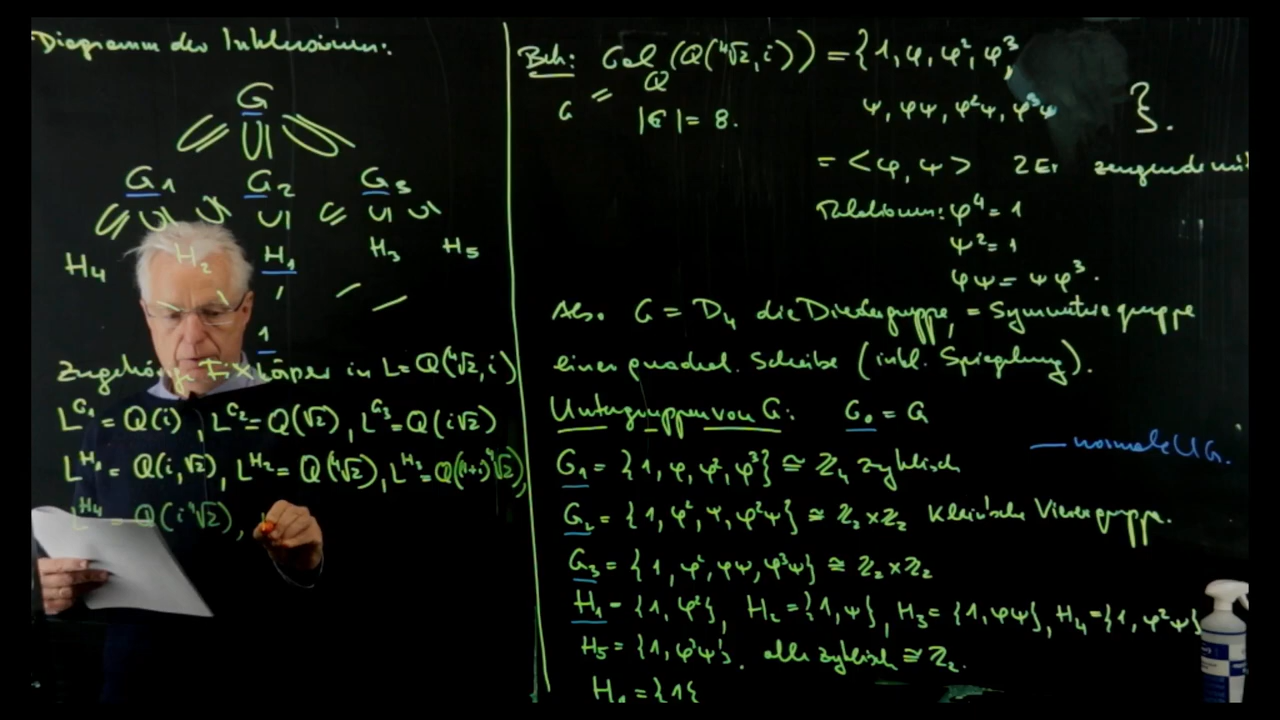 Diagramm der Inklusionen:
G
G₁ G₂ G₃
H₄ H₂ H₁ H₃ H₅
1
Zugehörige Fixkörper in L = Q(⁴√2, i)
L^G₁ = Q(i), L^G₂ = Q(√2), L^G₃ = Q(i√2)
L^H₁ = Q(i, √2), L^H₂ = Q(⁴√2), L^H₃ = Q((1+i)⁴√2),
L^H₄ = Q(i⁴√2),
Beh: Gal (Q(⁴√2, i)) = {1, φ, φ², φ³,
Q
G = |G| = 8. ψ, φψ, φ²ψ, φ³ψ }.
= <φ, ψ> 2 Erzeugende mit
Relationen: φ⁴ = 1
ψ² = 1
φψ = ψφ³.
Also G = D₄ die Diedergruppe, = Symmetriegruppe
einer quadrat. Scheibe (inkl. Spiegelung).
Untergruppen von G: G₀ = G
— normale UG.
G₁ = {1, φ, φ², φ³} ≅ Z₄ zyklisch
G₂ = {1, φ², ψ, φ²ψ} ≅ Z₂ × Z₂ Klein'sche Vierergruppe.
G₃ = {1, φ², φψ, φ³ψ} ≅ Z₂ × Z₂
H₁ = {1, φ²}, H₂ = {1, ψ}, H₃ = {1, φψ}, H₄ = {1, φ²ψ}
H₅ = {1, φ³ψ}. alle zyklisch ≅ Z₂.
H₁ = {1{